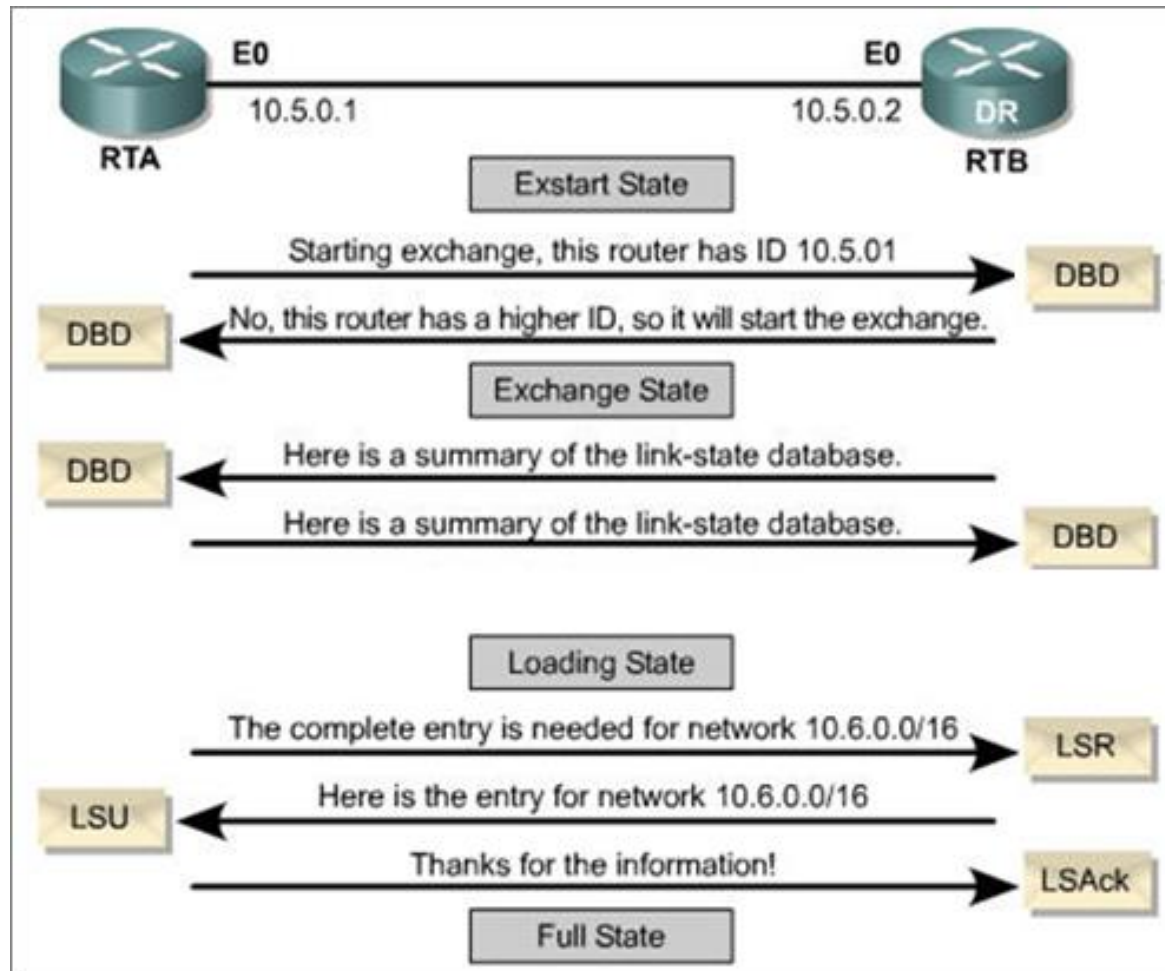 E0
E0
10.5.0.1
10.5.0.2
DR
RTA
RTB
Exstart State
Starting exchange, this router has ID 10.5.01
DBD
No, this router has a higher ID, so it will start the exchange.
DBD
Exchange State
Here is a summary of the link-state database.
DBD
Here is a summary of the link-state database.
DBD
Loading State
The complete entry is needed for network 10.6.0.0/16
LSR
Here is the entry for network 10.6.0.0/16
LSU
Thanks for the information!
LSAck
Full State